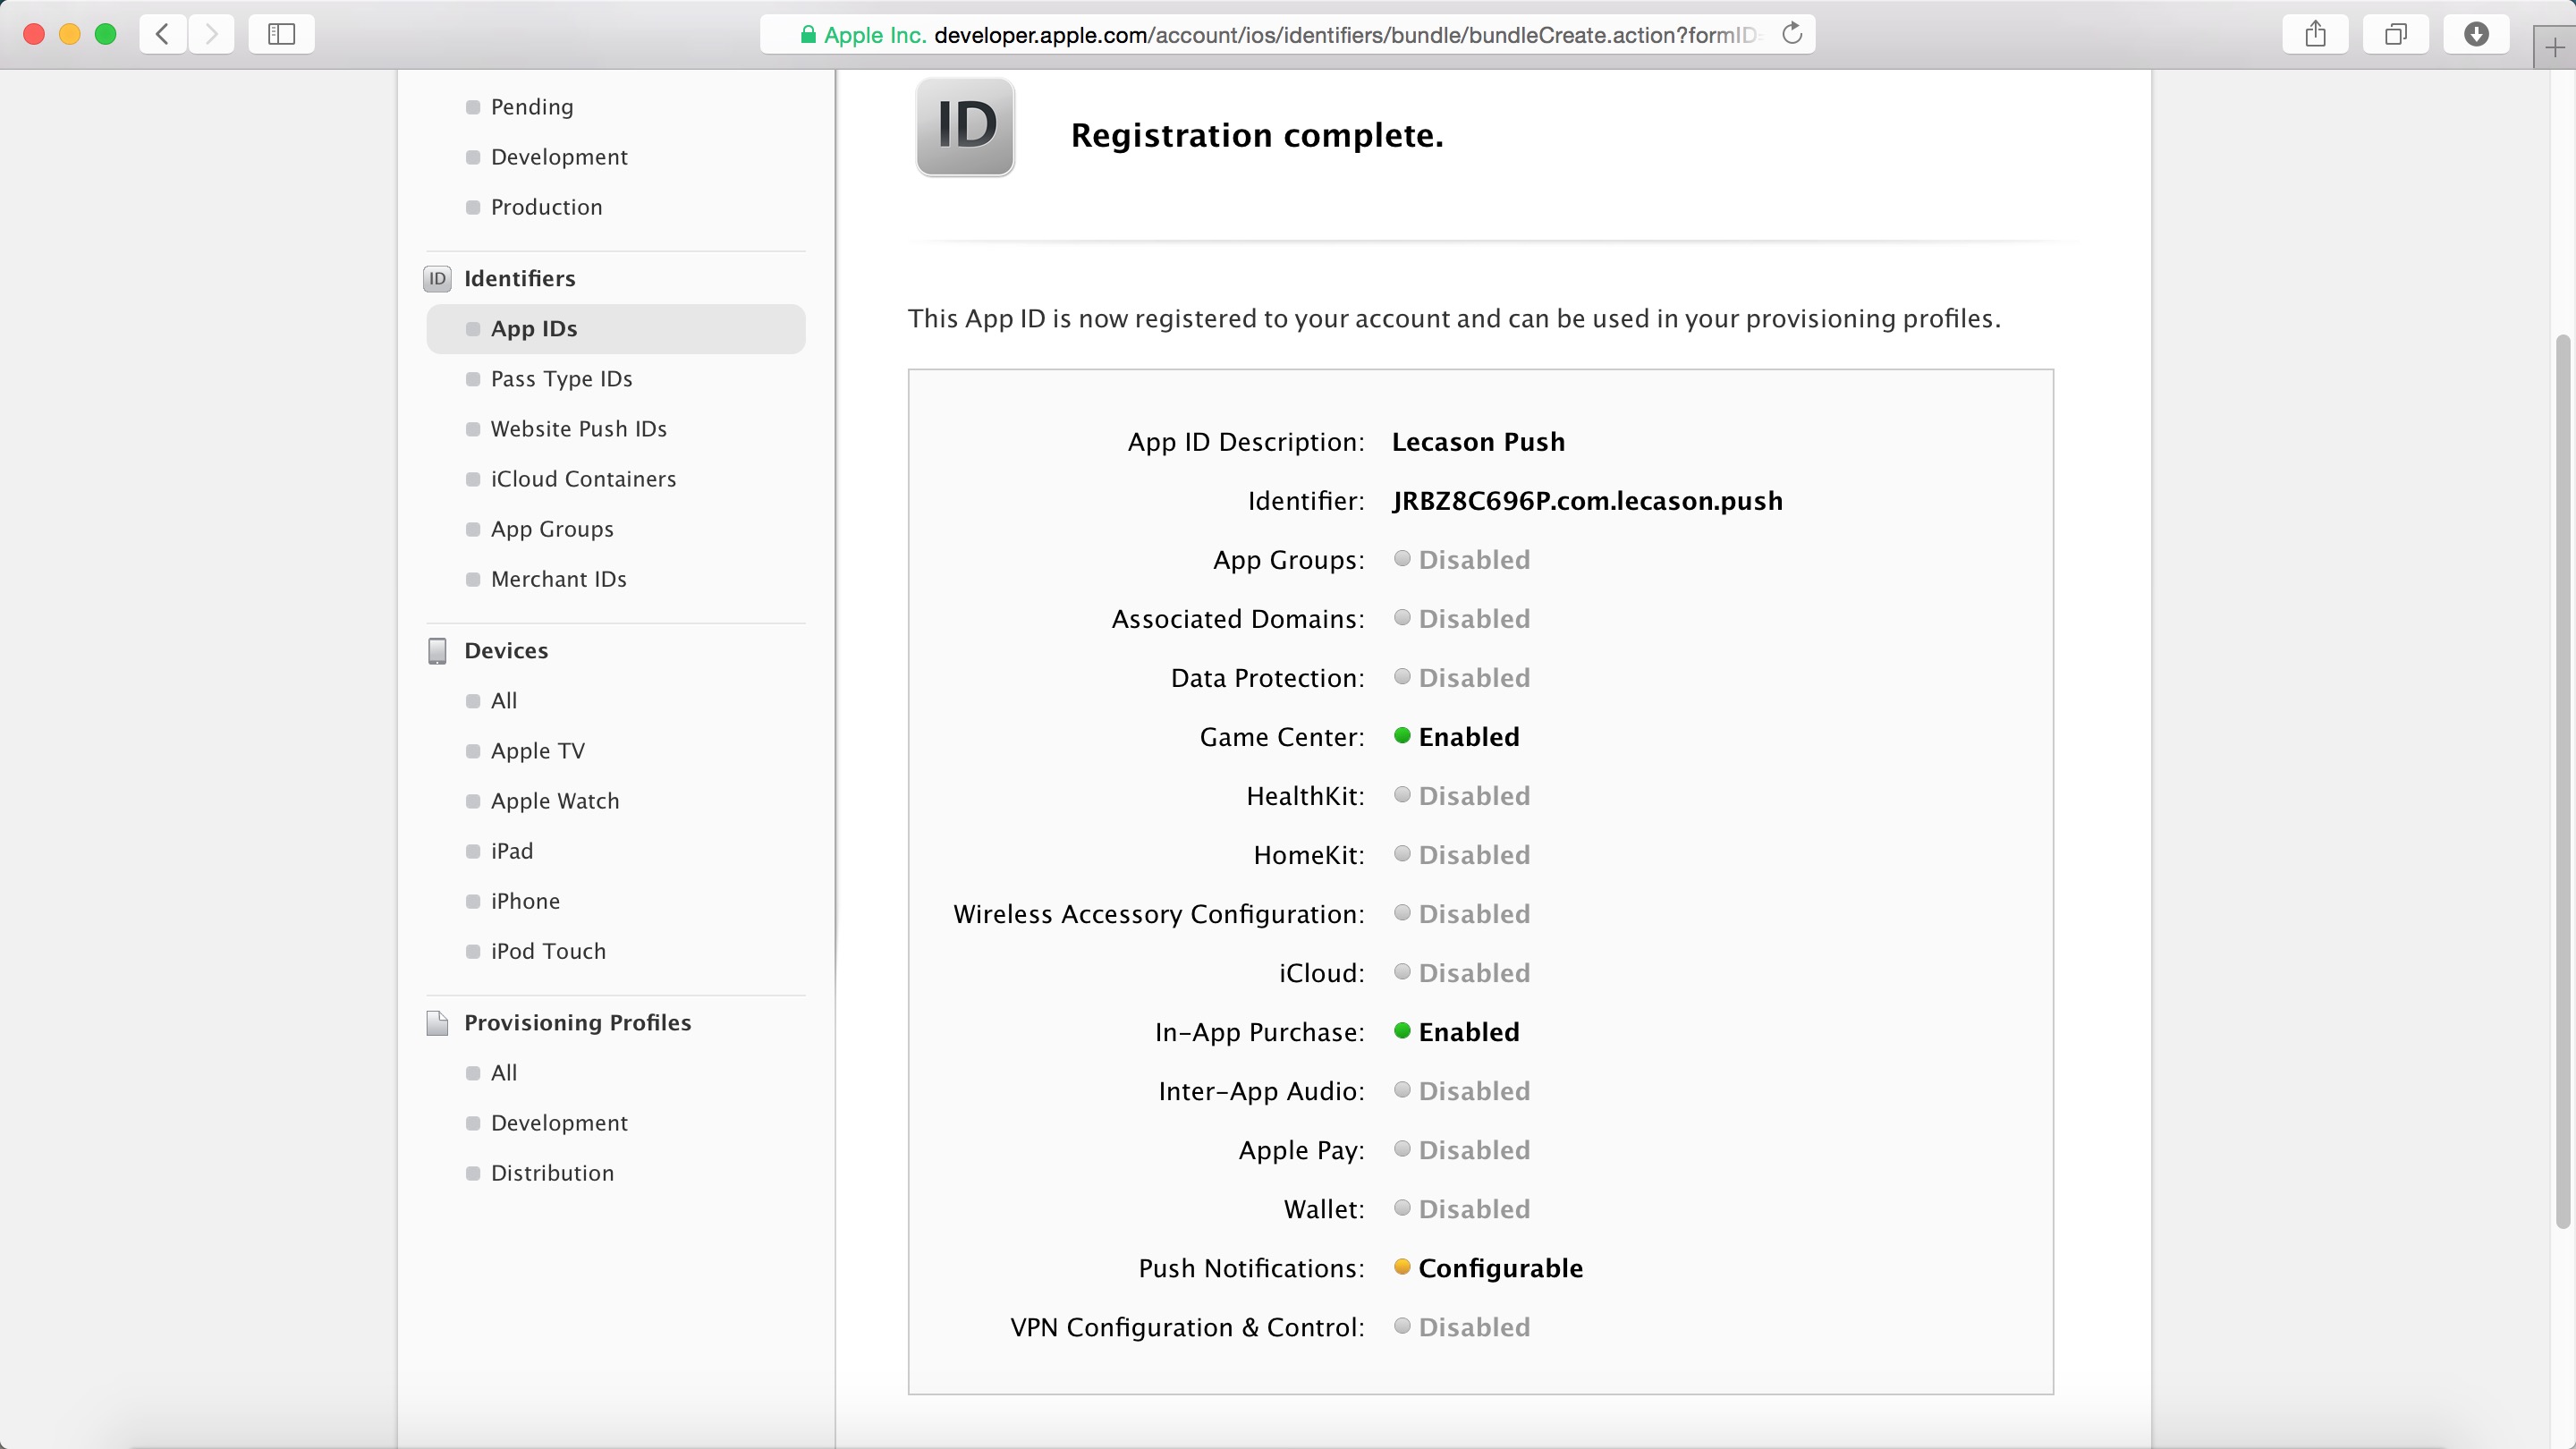 Apple Inc. developer.apple.com/account/ios/identifiers/bundle/bundleCreate.action?formID=
Pending
Development
Production
ID Identifiers
App IDs
Pass Type IDs
Website Push IDs
iCloud Containers
App Groups
Merchant IDs
Devices
All
Apple TV
Apple Watch
iPad
iPhone
iPod Touch
Provisioning Profiles
All
Development
Distribution
ID Registration complete.
This App ID is now registered to your account and can be used in your provisioning profiles.
App ID Description: Lecason Push
Identifier: JRBZ8C696P.com.lecason.push
App Groups: Disabled
Associated Domains: Disabled
Data Protection: Disabled
Game Center: Enabled
HealthKit: Disabled
HomeKit: Disabled
Wireless Accessory Configuration: Disabled
iCloud: Disabled
In-App Purchase: Enabled
Inter-App Audio: Disabled
Apple Pay: Disabled
Wallet: Disabled
Push Notifications: Configurable
VPN Configuration & Control: Disabled